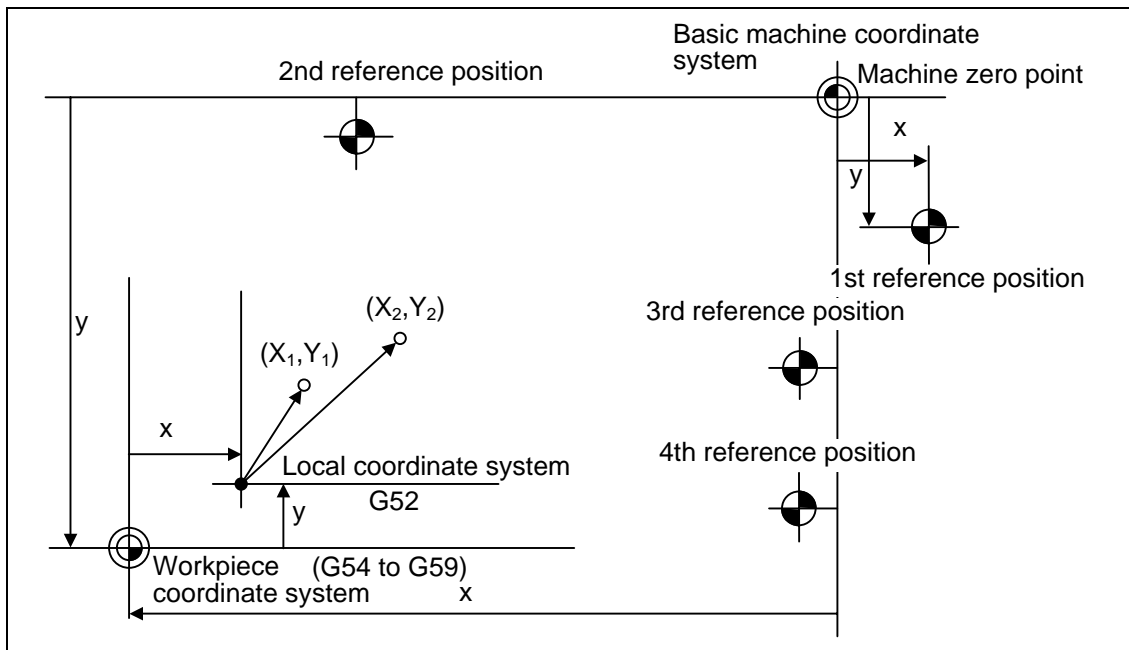 Basic machine coordinate
system
2nd reference position
Machine zero point
x
y
1st reference position
3rd reference position
y
(X₂,Y₂)
(X₁,Y₁)
x
4th reference position
Local coordinate system
G52
y
Workpiece (G54 to G59)
coordinate system
x